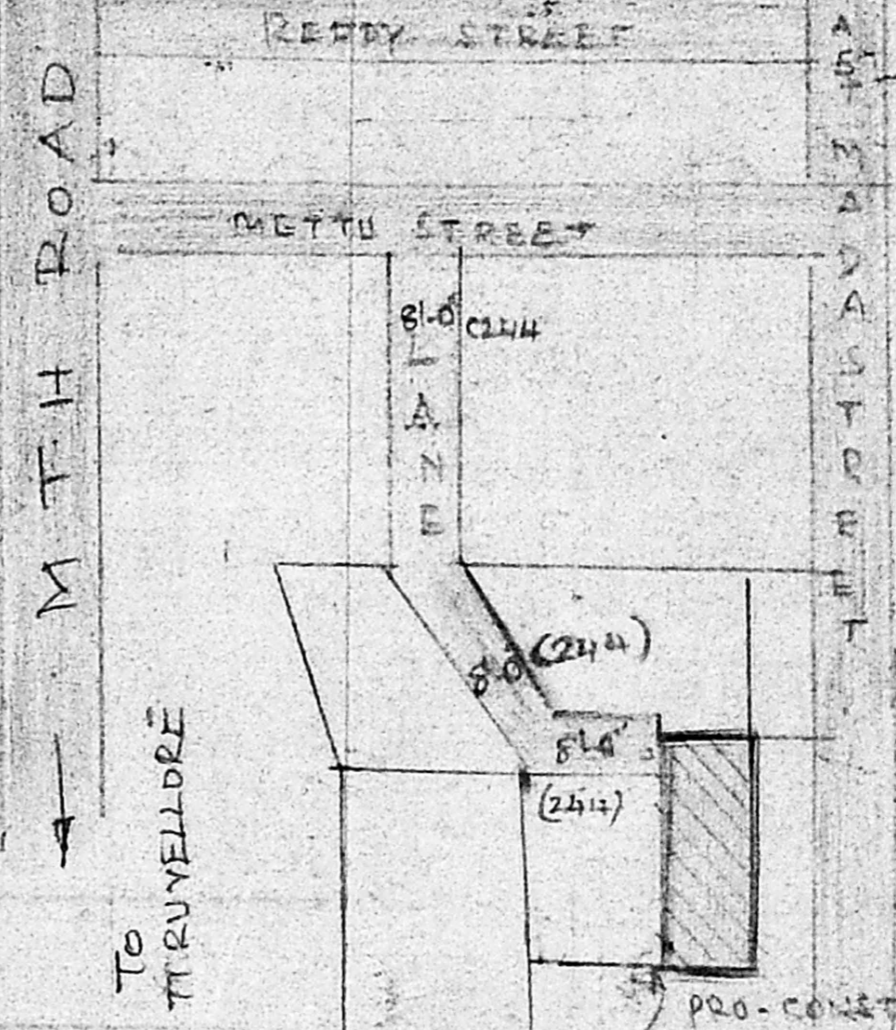 REDDY STREET
METTU STREET
M T H ROAD
8'-0" (244
LANE
8'-0" (244)
8'-0"
(244)
TO
TIRUVELLORE
STREET
PRO-CONST